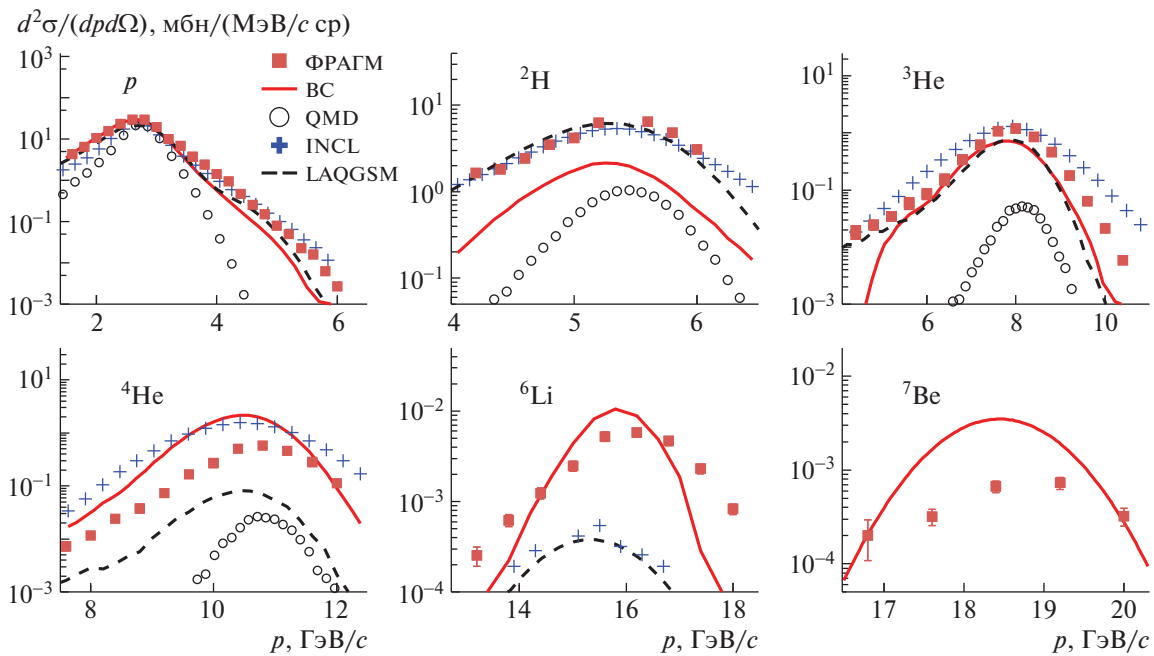 d²σ/(dpdΩ), мбн/(МэВ/c ср)
10³
10¹
10⁻¹
10⁻³
p
ФРАГМ
BC
QMD
INCL
LAQGSM
2 4 6
10¹
10⁰
10⁻¹
²H
4 5 6
10¹
10⁻¹
10⁻³
³He
6 8 10
10¹
10⁻¹
10⁻³
⁴He
8 10 12
p, ГэВ/c
10⁻²
10⁻³
10⁻⁴
⁶Li
14 16 18
p, ГэВ/c
10⁻²
10⁻³
10⁻⁴
⁷Be
17 18 19 20
p, ГэВ/c